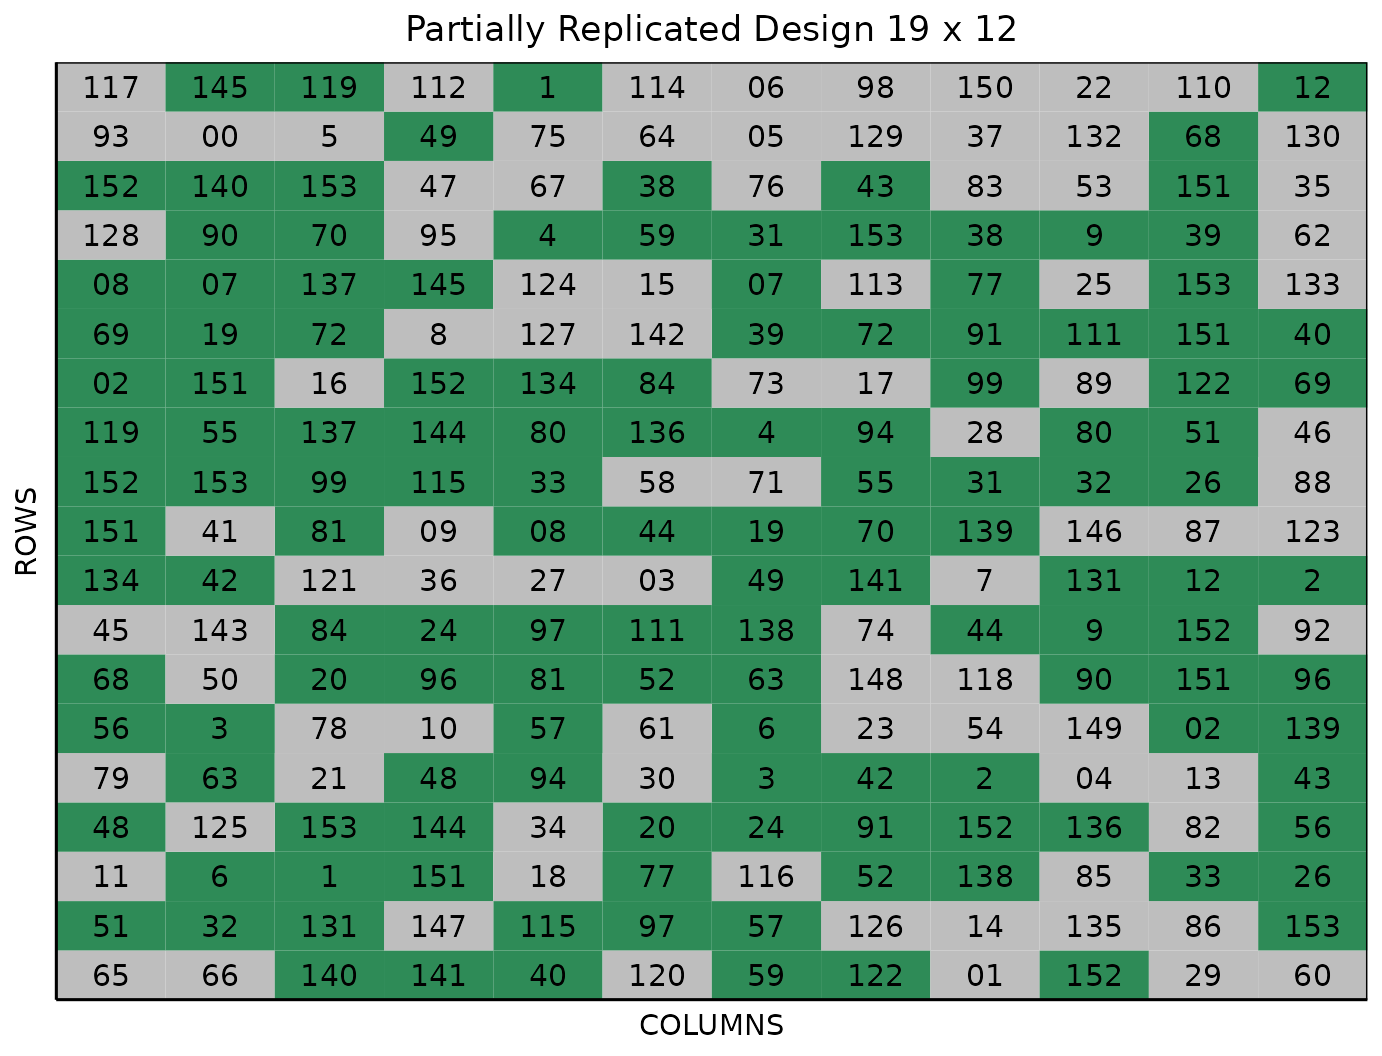 Partially Replicated Design 19 x 12
117 145 119 112 1 114 06 98 150 22 110 12
93 00 5 49 75 64 05 129 37 132 68 130
152 140 153 47 67 38 76 43 83 53 151 35
128 90 70 95 4 59 31 153 38 9 39 62
08 07 137 145 124 15 07 113 77 25 153 133
69 19 72 8 127 142 39 72 91 111 151 40
02 151 16 152 134 84 73 17 99 89 122 69
119 55 137 144 80 136 4 94 28 80 51 46
152 153 99 115 33 58 71 55 31 32 26 88
151 41 81 09 08 44 19 70 139 146 87 123
134 42 121 36 27 03 49 141 7 131 12 2
45 143 84 24 97 111 138 74 44 9 152 92
68 50 20 96 81 52 63 148 118 90 151 96
56 3 78 10 57 61 6 23 54 149 02 139
79 63 21 48 94 30 3 42 2 04 13 43
48 125 153 144 34 20 24 91 152 136 82 56
11 6 1 151 18 77 116 52 138 85 33 26
51 32 131 147 115 97 57 126 14 135 86 153
65 66 140 141 40 120 59 122 01 152 29 60
ROWS
COLUMNS